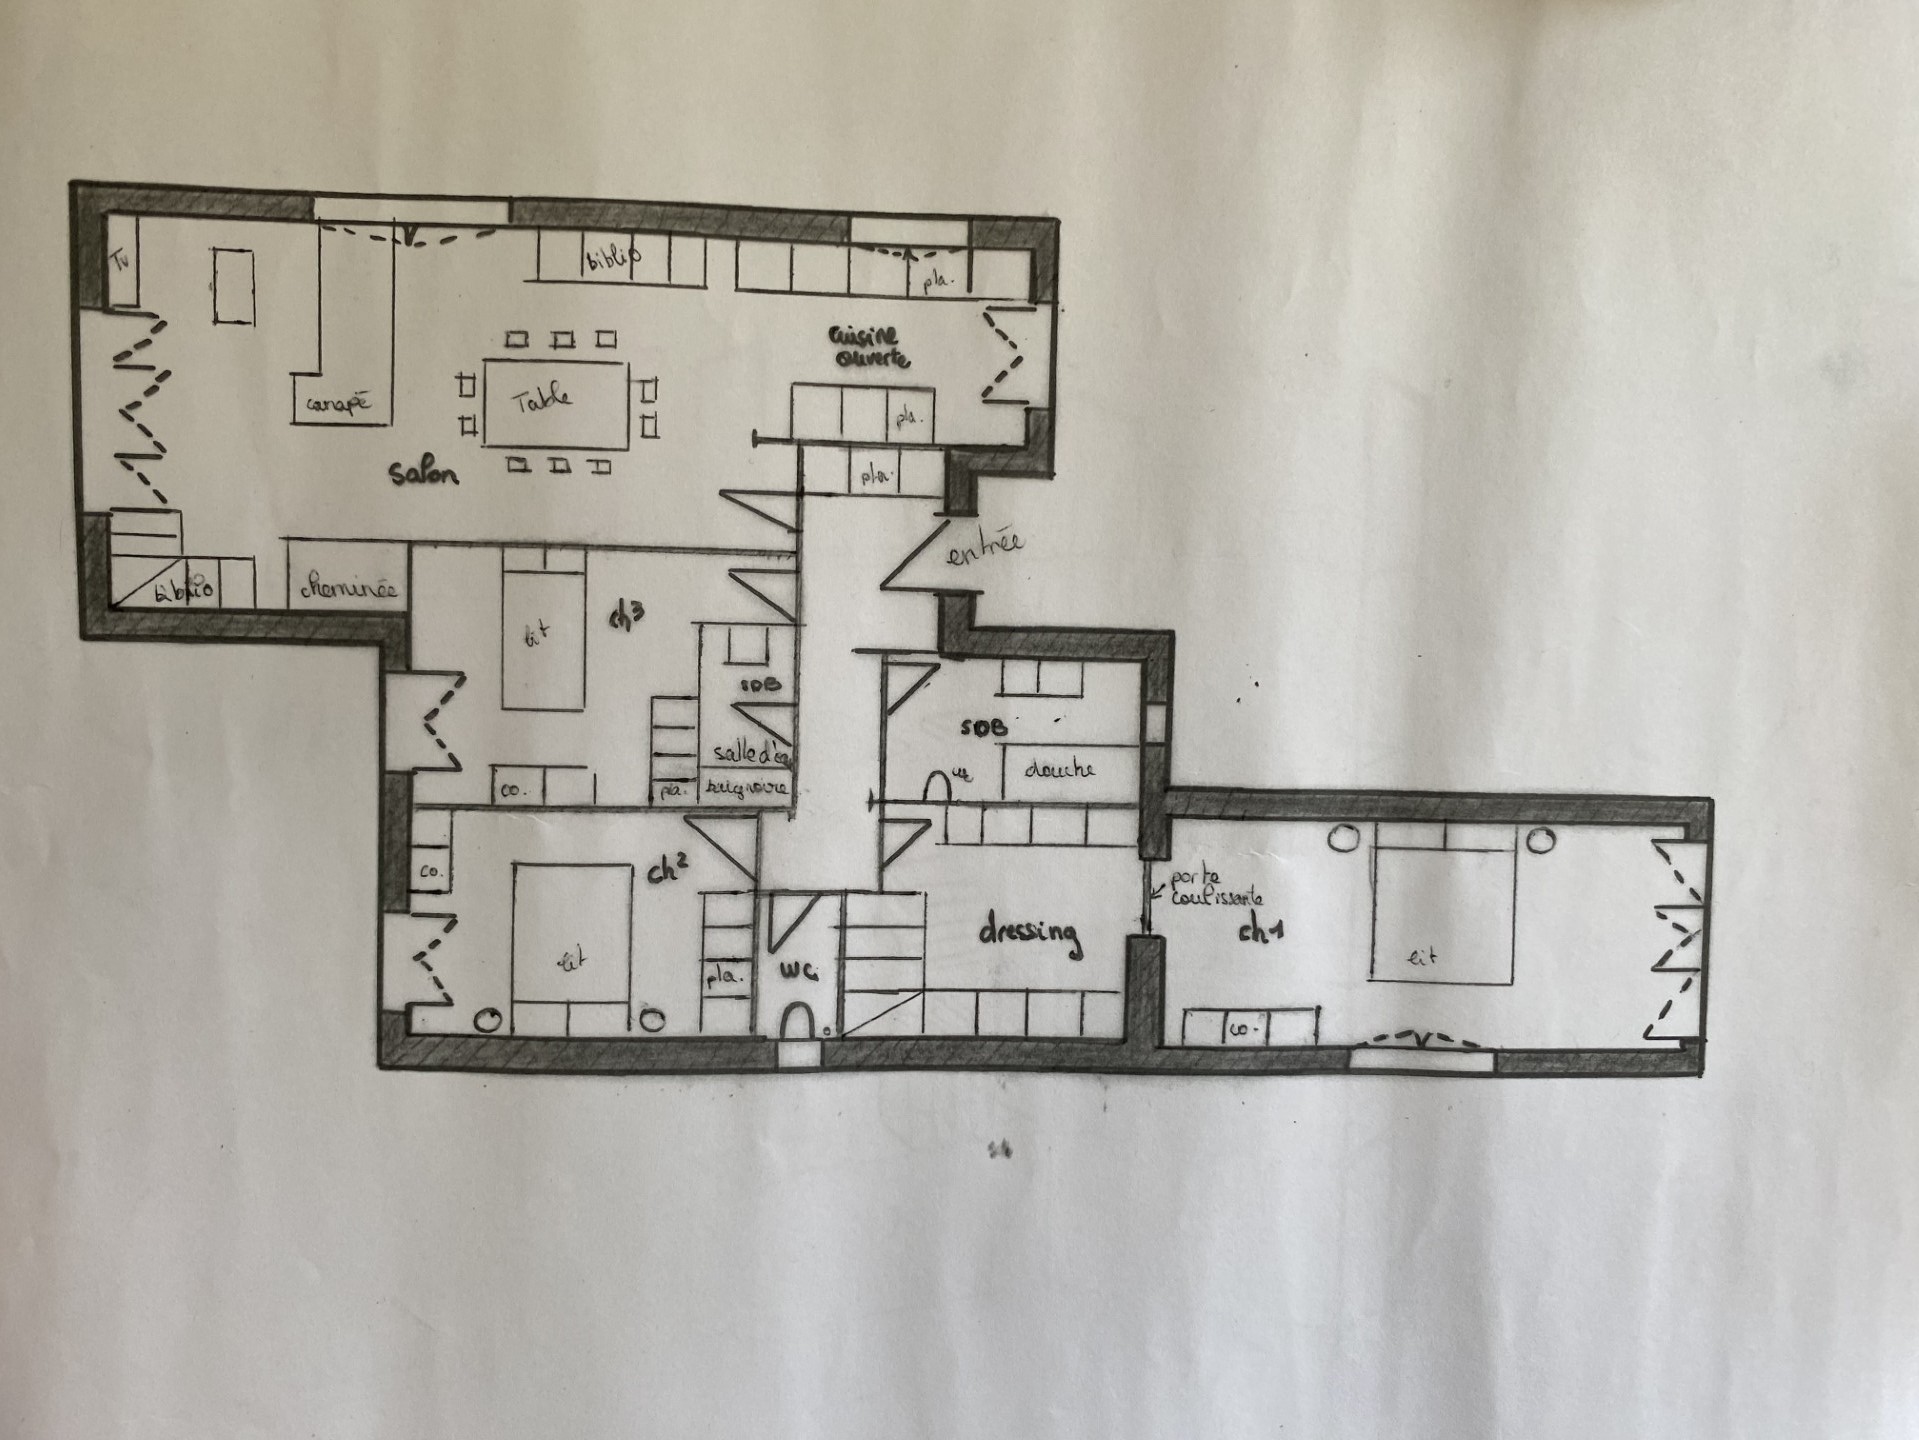 Tv
biblio
pla.
cuisine
ouverte
canapé
Table
pla.
salon
pla.
entrée
biblio
cheminée
lit
ch3
SDB
SDB
salle d'eau
baignoire
pla.
co.
douche
wc
co.
ch2
porte
coulissante
dressing
ch1
lit
pla.
wc
lit
co.